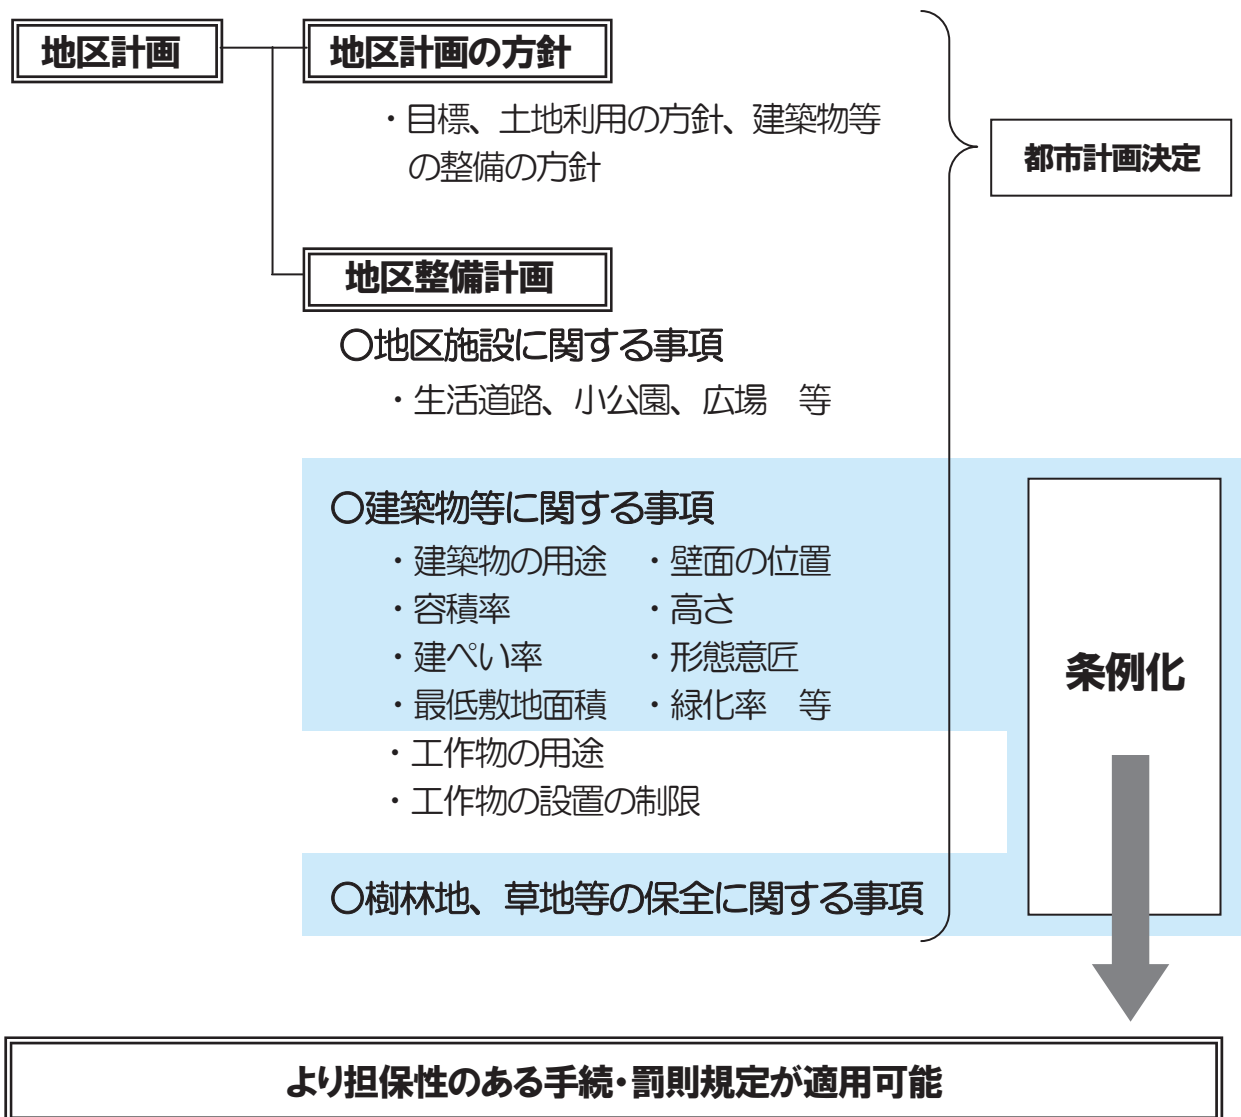 地区計画
地区計画の方針
・目標、土地利用の方針、建築物等
の整備の方針
都市計画決定
地区整備計画
〇地区施設に関する事項
・生活道路、小公園、広場　等
〇建築物等に関する事項
・建築物の用途　・壁面の位置
・容積率　・高さ
・建ぺい率　・形態意匠
・最低敷地面積　・緑化率　等
・工作物の用途
・工作物の設置の制限
条例化
〇樹林地、草地等の保全に関する事項
より担保性のある手続・罰則規定が適用可能